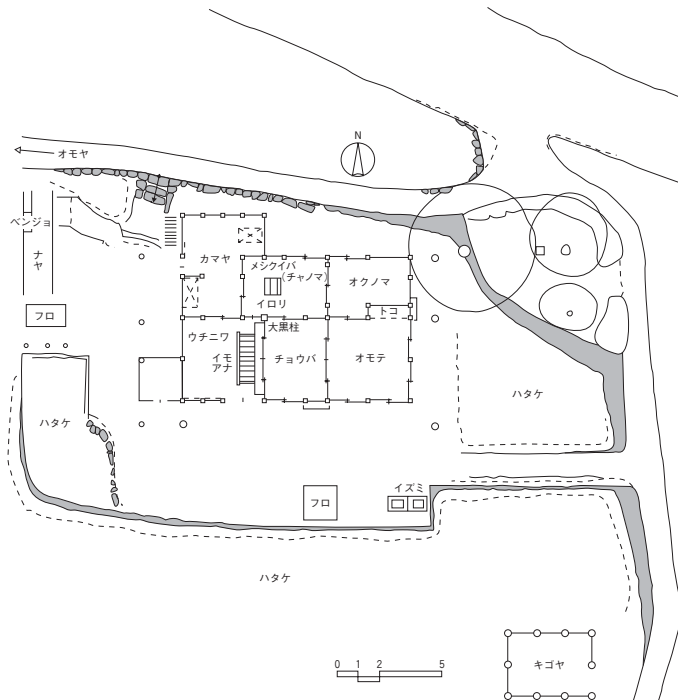 N
オモヤ
ベンジョ
ナヤ
カマヤ
メシクイバ
(チャノマ)
オクノマ
イロリ
トコ
フロ
大黒柱
ウチニワ
イモアナ
チョウバ
オモテ
ハタケ
ハタケ
イズミ
フロ
ハタケ
0 1 2 5
キゴヤ